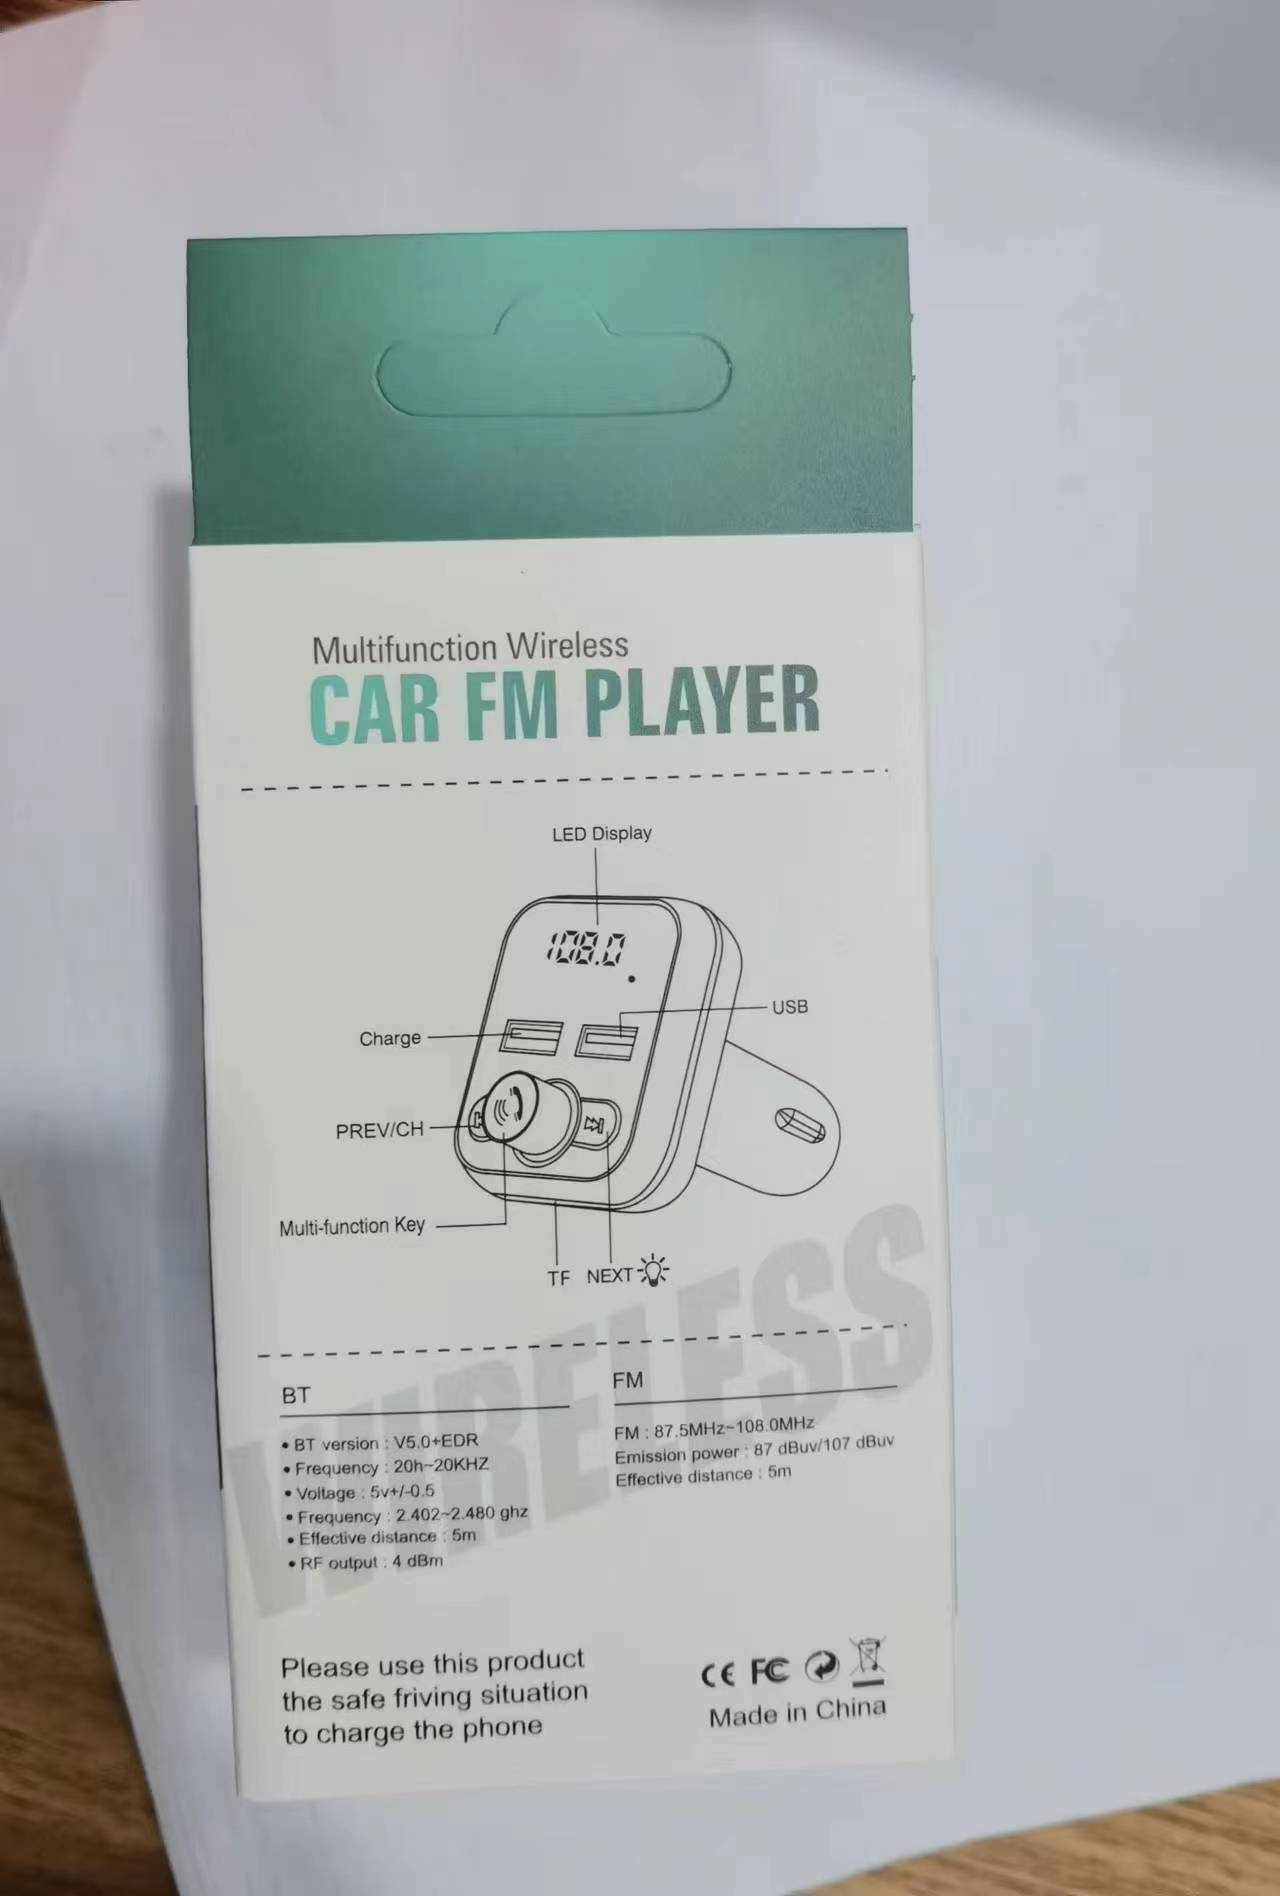 Multifunction Wireless
CAR FM PLAYER
LED Display
108.0
USB
Charge
PREV/CH
Multi-function Key
TF NEXT
WIRELESS
BT
• BT version : V5.0+EDR
• Frequency : 20h~20KHZ
• Voltage : 5v+/-0.5
• Frequency : 2.402~2.480 ghz
• Effective distance : 5m
• RF output : 4 dBm
FM
FM : 87.5MHz~108.0MHz
Emission power : 87 dBuv/107 dBuv
Effective distance : 5m
Please use this product
the safe friving situation
to charge the phone
CE FC
Made in China